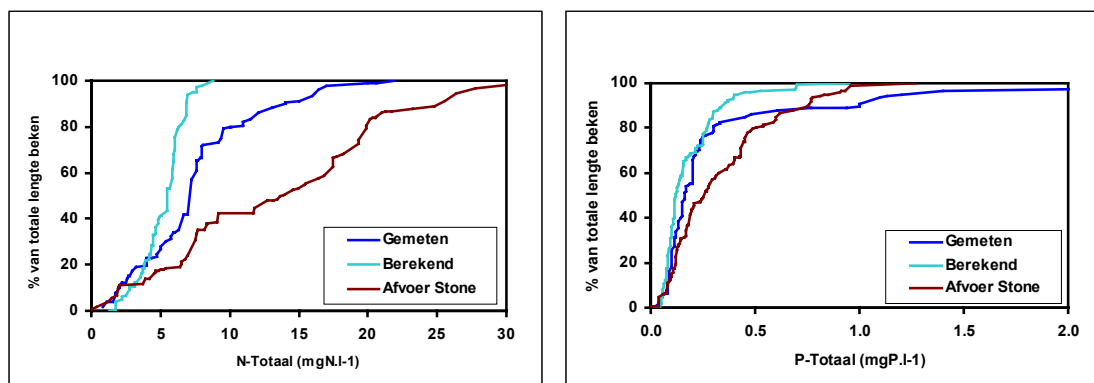 % van totale lengte beken
100
80
60
40
20
0
0 5 10 15 20 25 30
N-Totaal (mgN.l-1)
Gemeten
Berekend
Afvoer Stone
% van totale lengte beken
100
80
60
40
20
0
0.0 0.5 1.0 1.5 2.0
P-Totaal (mgP.l-1)
Gemeten
Berekend
Afvoer Stone